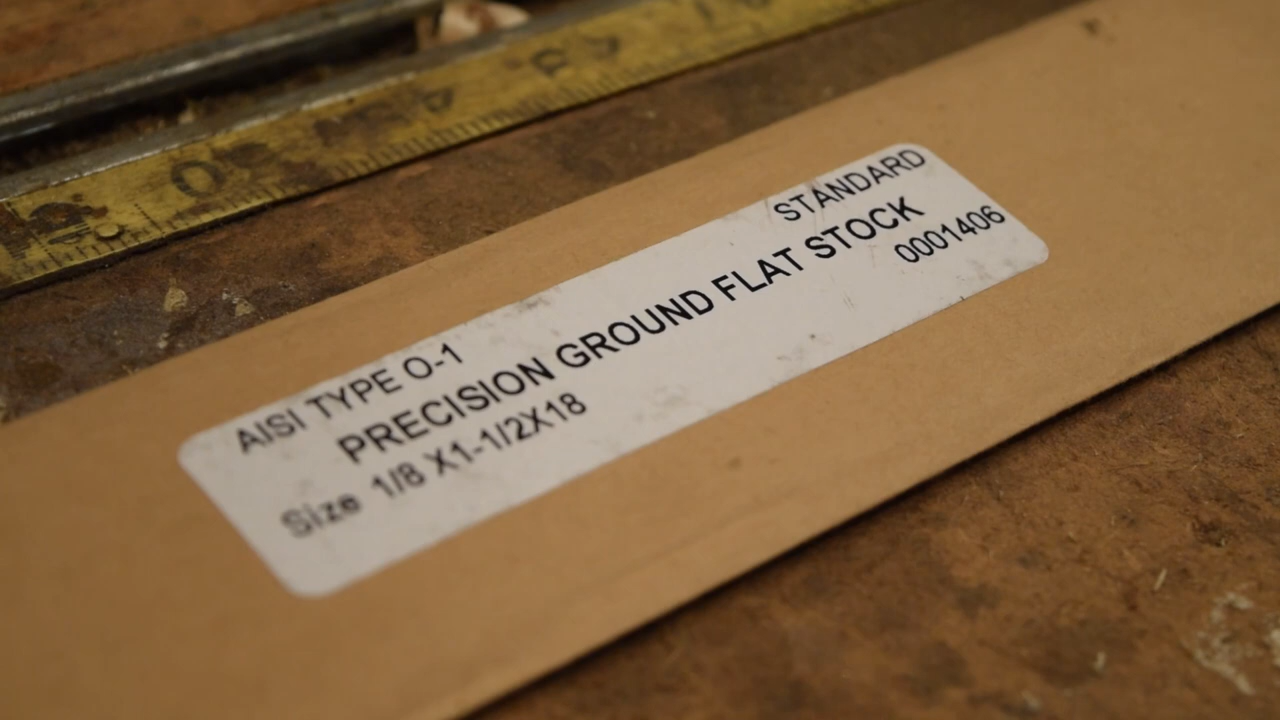 AISI TYPE O-1
STANDARD
PRECISION GROUND FLAT STOCK
Size 1/8 X1-1/2X18
0001406